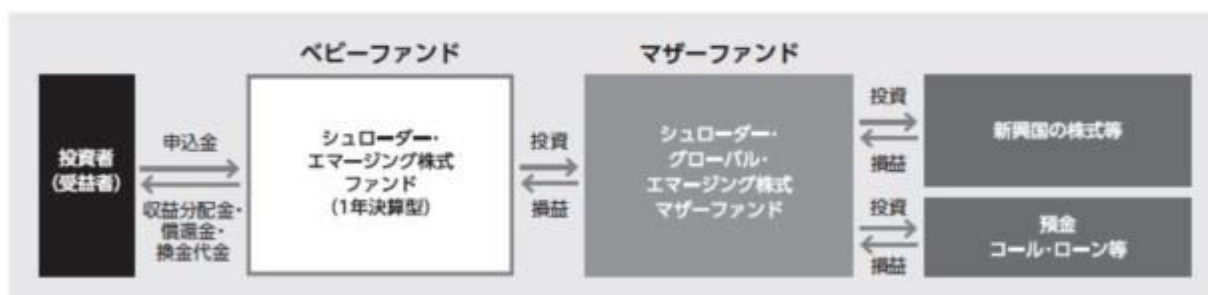 ベビーファンド
マザーファンド
投資者
(受益者)
申込金
収益分配金・
償還金・
換金代金
シュローダー・
エマージング株式
ファンド
(1年決算型)
投資
損益
シュローダー・
グローバル・
エマージング株式
マザーファンド
投資
損益
新興国の株式等
投資
損益
預金
コール・ローン等